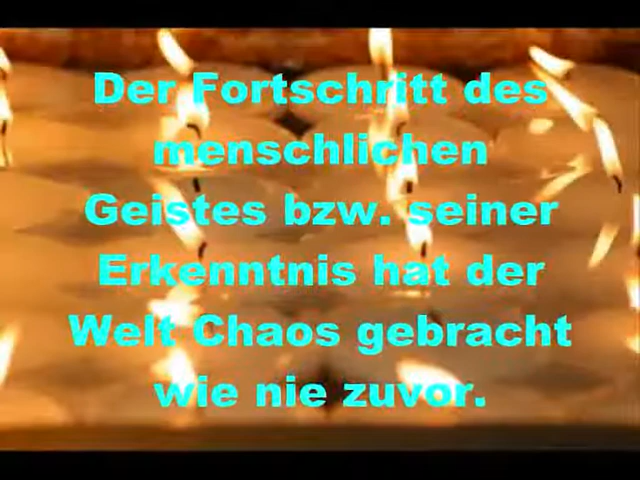 Der Fortschritt des
menschlichen
Geistes bzw. seiner
Erkenntnis hat der
Welt Chaos gebracht
wie nie zuvor.